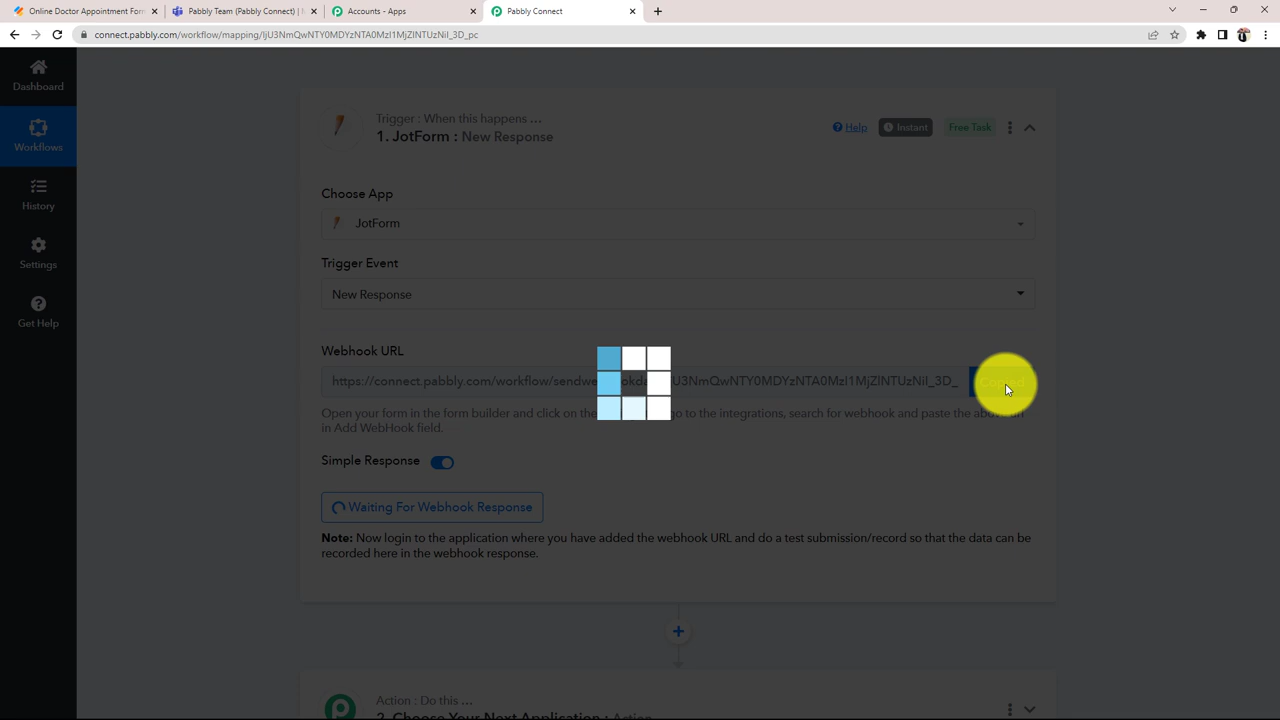 Online Doctor Appointment Form
Pabbly Team (Pabbly Connect) | M
Accounts - Apps
Pabbly Connect
connect.pabbly.com/workflow/mapping/IjU3NmQwNTY0MDYzNTA0MzI1MjZlNTUzNiI_3D_pc
Dashboard
Workflows
History
Settings
Get Help
Trigger : When this happens ...
1. JotForm : New Response
Help
Instant
Free Task
Choose App
JotForm
Trigger Event
New Response
Webhook URL
https://connect.pabbly.com/workflow/sendwe
U3NmQwNTY0MDYzNTA0MzI1MjZlNTUzNiI_3D_
Copied
Open your form in the form builder and click on the go to the integrations, search for webhook and paste the above url
in Add WebHook field.
Simple Response
Waiting For Webhook Response
Note: Now login to the application where you have added the webhook URL and do a test submission/record so that the data can be
recorded here in the webhook response.
Action : Do this ...
2. Choose Your Next Application : Action